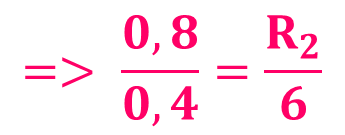 => 0,8/0,4 = R₂/6